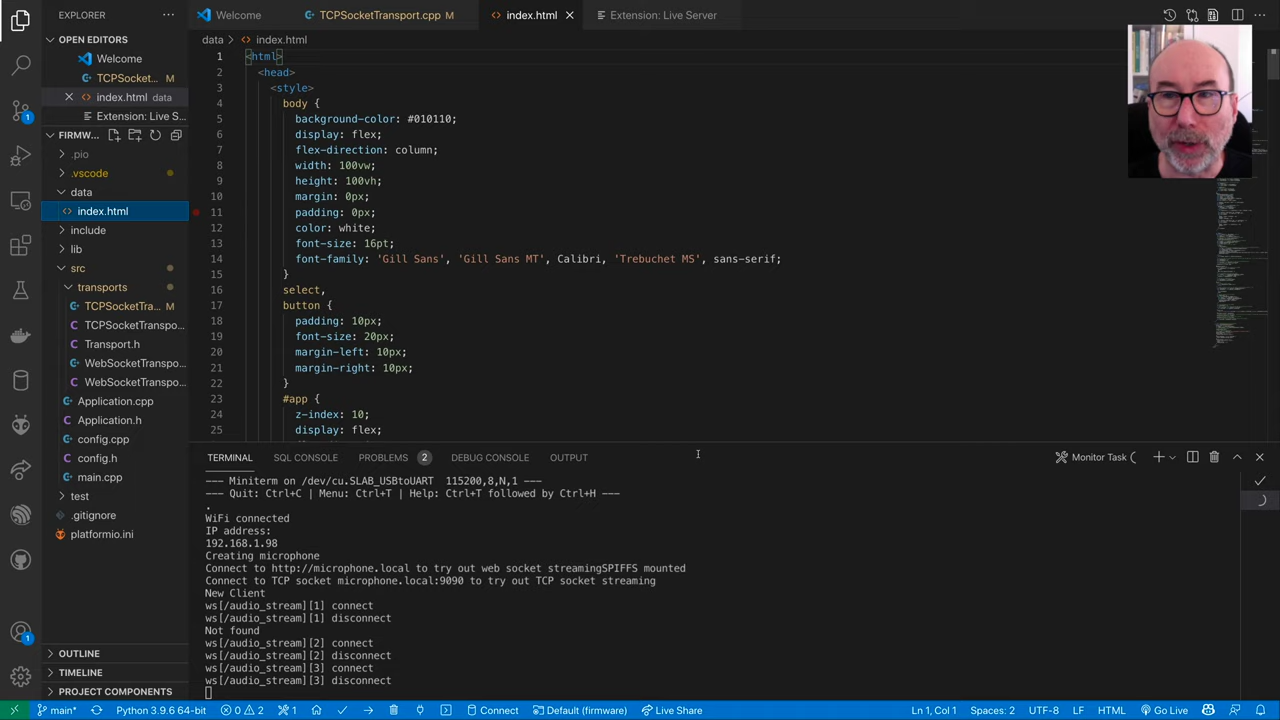 EXPLORER
Welcome
TCPSocketTransport.cpp M
index.html
Extension: Live Server
OPEN EDITORS
Welcome
TCPSocket... M
index.html data
Extension: Live S...
FIRMW...
.pio
.vscode
data
index.html
include
lib
src
transports
TCPSocketTra... M
TCPSocketTranspo...
Transport.h
WebSocketTranspo...
WebSocketTranspo...
Application.cpp
Application.h
config.cpp
config.h
main.cpp
test
.gitignore
platformio.ini
OUTLINE
TIMELINE
PROJECT COMPONENTS
data > index.html
1 <html>
2 <head>
3 <style>
4 body {
5 background-color: #010110;
6 display: flex;
7 flex-direction: column;
8 width: 100vw;
9 height: 100vh;
10 margin: 0px;
11 padding: 0px;
12 color: white;
13 font-size: 16pt;
14 font-family: 'Gill Sans', 'Gill Sans MT', Calibri, 'Trebuchet MS', sans-serif;
15 }
16 select,
17 button {
18 padding: 10px;
19 font-size: 20px;
20 margin-left: 10px;
21 margin-right: 10px;
22 }
23 #app {
24 z-index: 10;
25 display: flex;
TERMINAL SQL CONSOLE PROBLEMS 2 DEBUG CONSOLE OUTPUT
Monitor Task
--- Miniterm on /dev/cu.SLAB_USBtoUART 115200,8,N,1 ---
--- Quit: Ctrl+C | Menu: Ctrl+T | Help: Ctrl+T followed by Ctrl+H ---
.
WiFi connected
IP address:
192.168.1.98
Creating microphone
Connect to http://microphone.local to try out web socket streamingSPIFFS mounted
Connect to TCP socket microphone.local:9090 to try out TCP socket streaming
New Client
ws[/audio_stream][1] connect
ws[/audio_stream][1] disconnect
Not found
ws[/audio_stream][2] connect
ws[/audio_stream][2] disconnect
ws[/audio_stream][3] connect
ws[/audio_stream][3] disconnect
1
1
main* Python 3.9.6 64-bit 0 2 1 Connect Default (firmware) Live Share Ln 1, Col 1 Spaces: 2 UTF-8 LF HTML Go Live